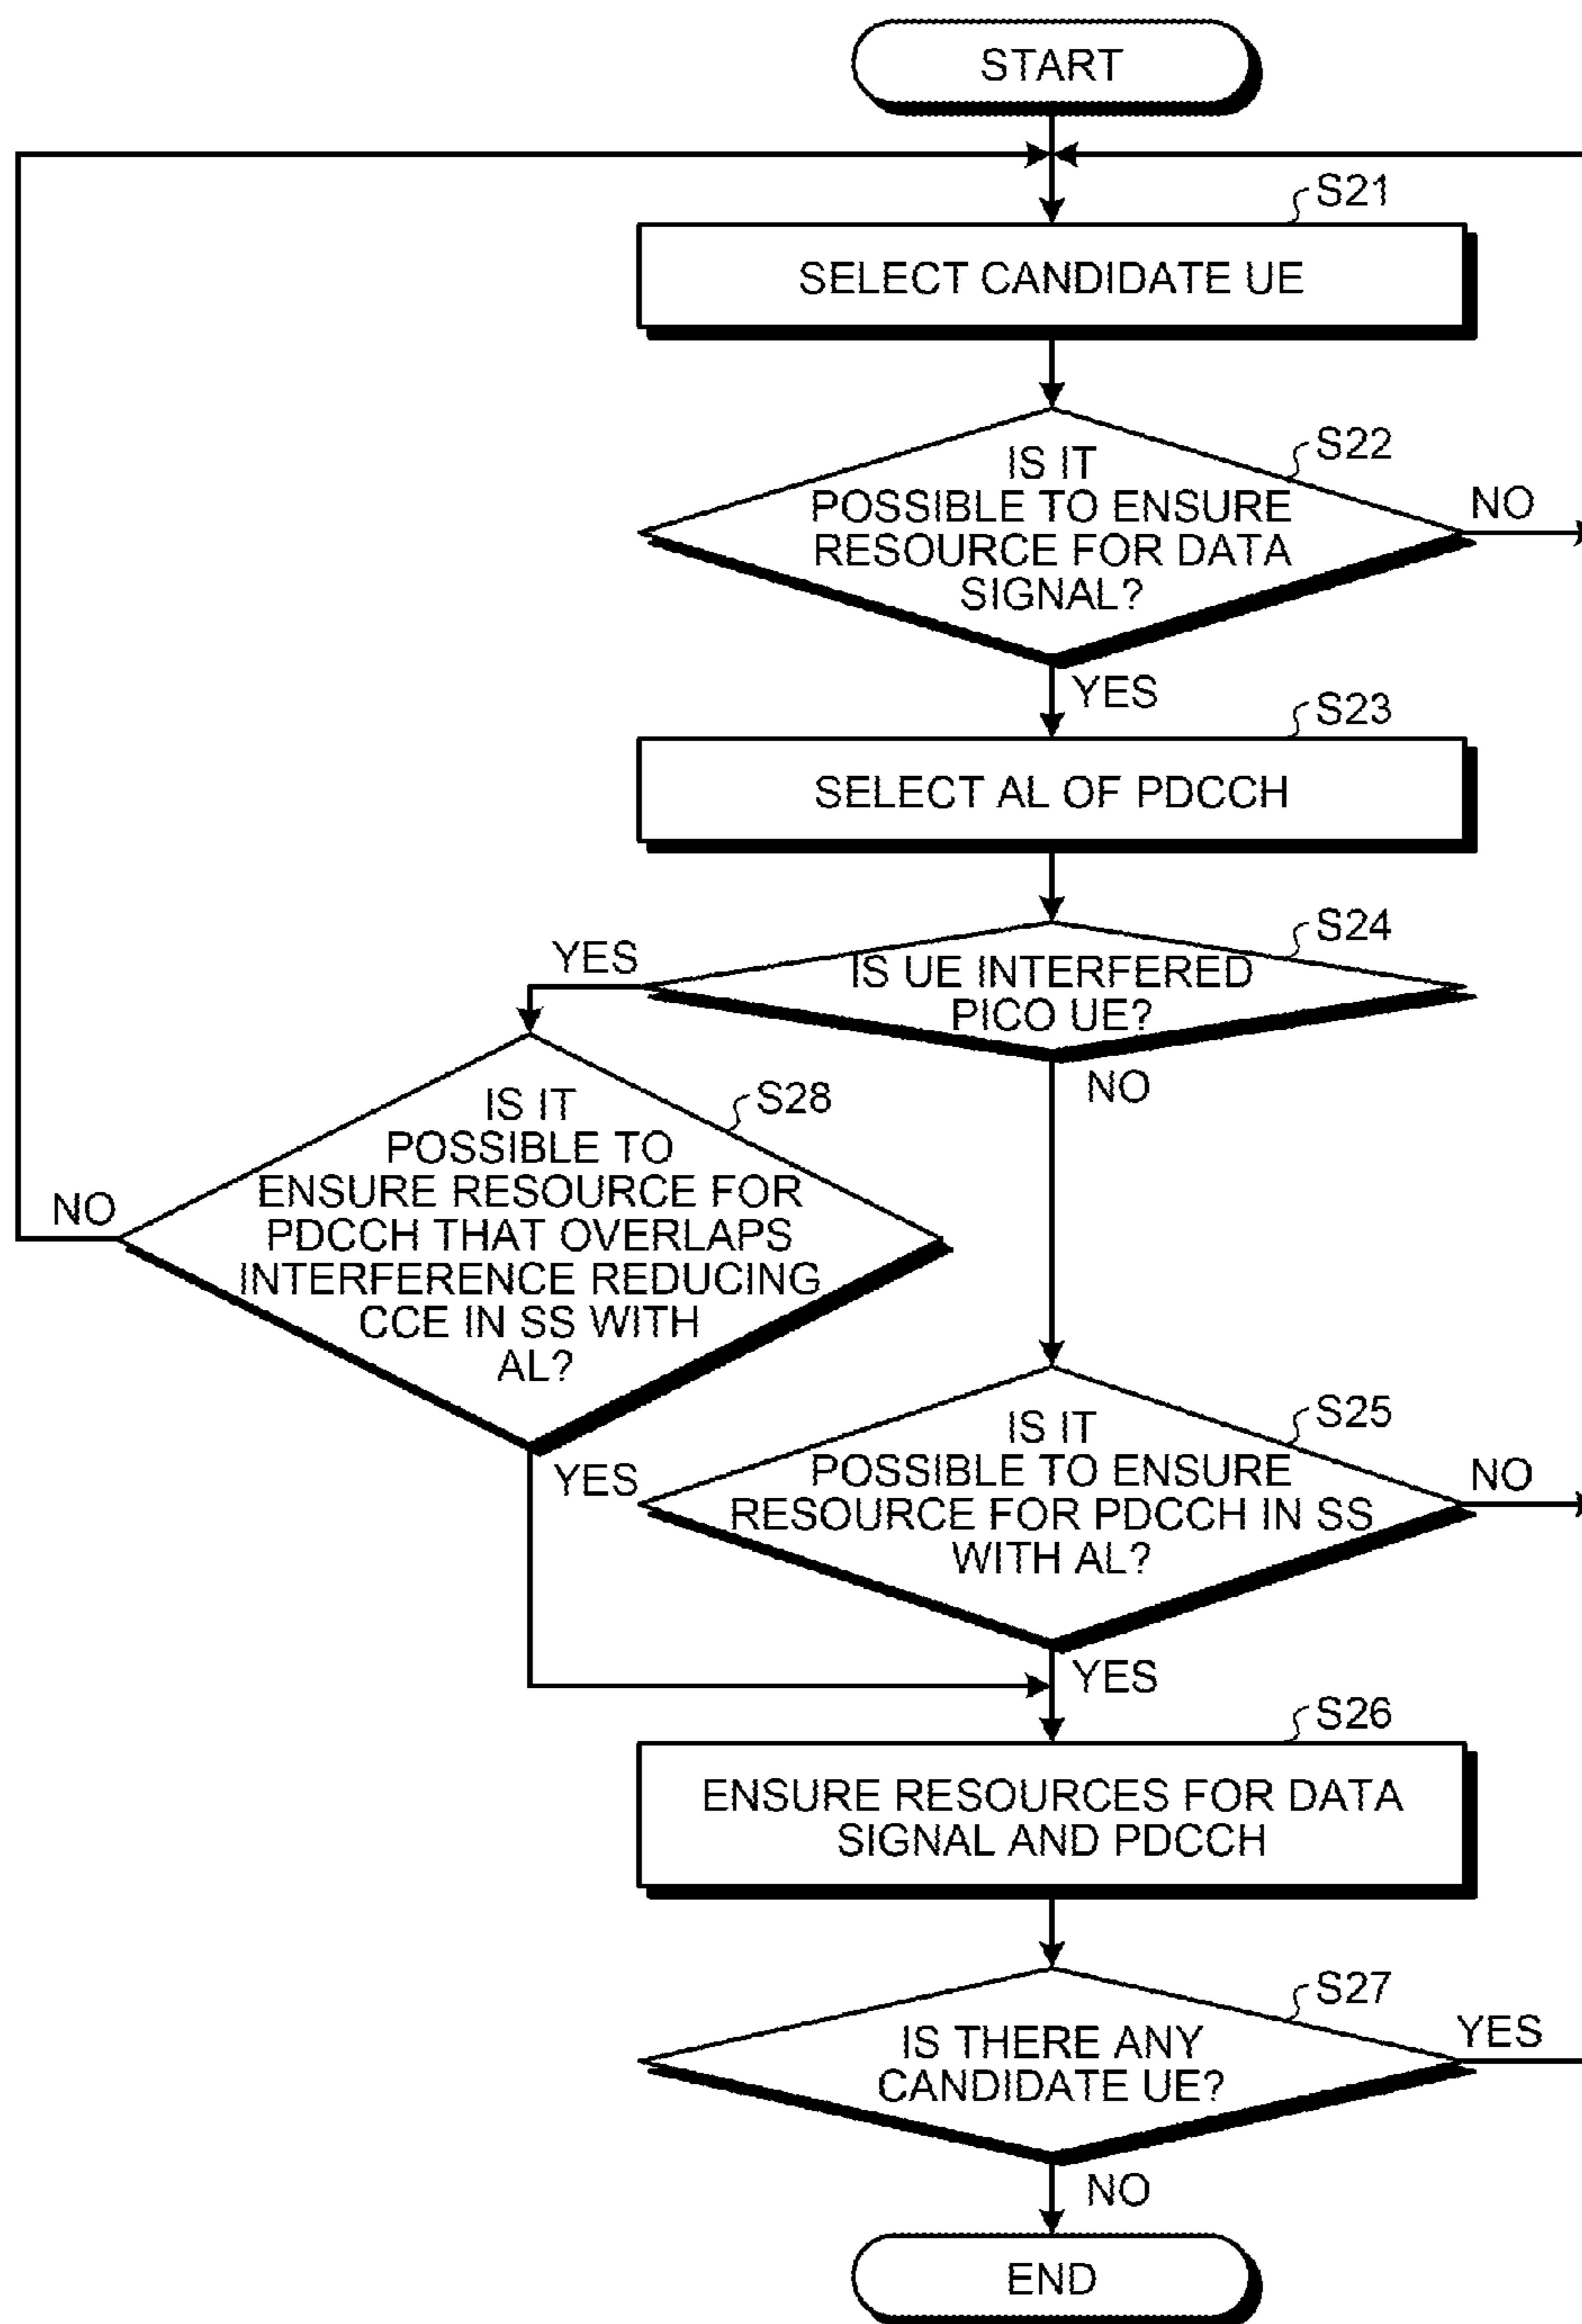 START
S21
SELECT CANDIDATE UE
S22
IS IT
POSSIBLE TO ENSURE
RESOURCE FOR DATA
SIGNAL?
NO
YES
S23
SELECT AL OF PDCCH
S24
IS UE INTERFERED
PICO UE?
YES
NO
S28
IS IT
POSSIBLE TO
ENSURE RESOURCE FOR
PDCCH THAT OVERLAPS
INTERFERENCE REDUCING
CCE IN SS WITH
AL?
NO
YES
S25
IS IT
POSSIBLE TO ENSURE
RESOURCE FOR PDCCH IN SS
WITH AL?
NO
YES
S26
ENSURE RESOURCES FOR DATA
SIGNAL AND PDCCH
S27
IS THERE ANY
CANDIDATE UE?
YES
NO
END